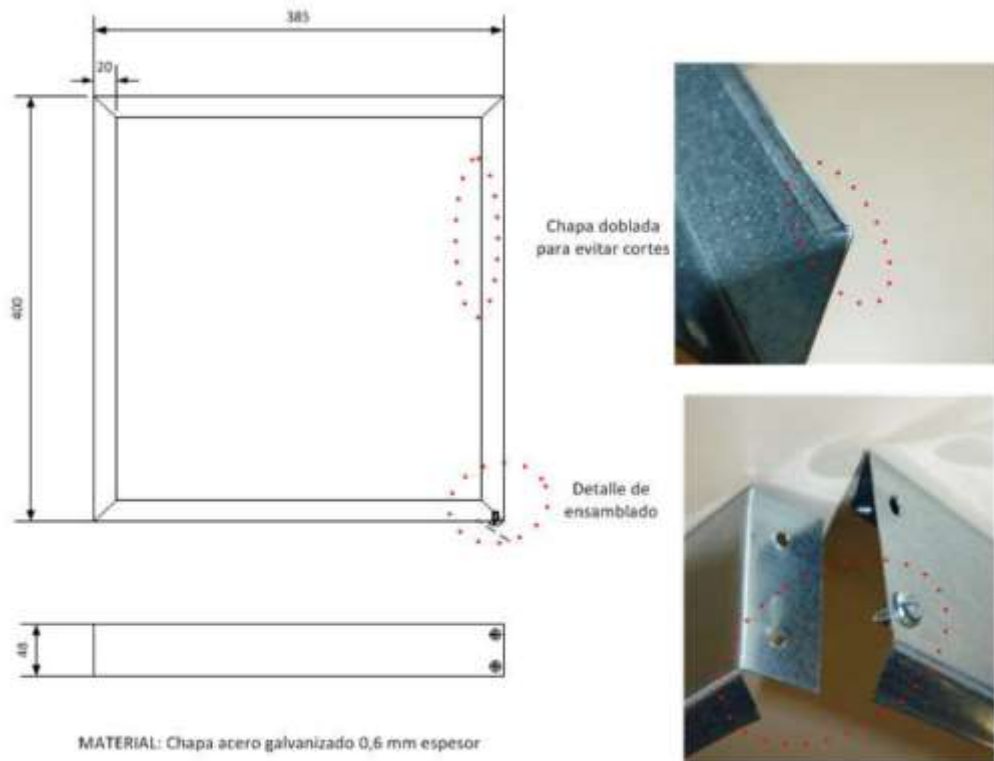 385
20
400
Chapa doblada
para evitar cortes
Detalle de
ensamblado
48
MATERIAL: Chapa acero galvanizado 0,6 mm espesor